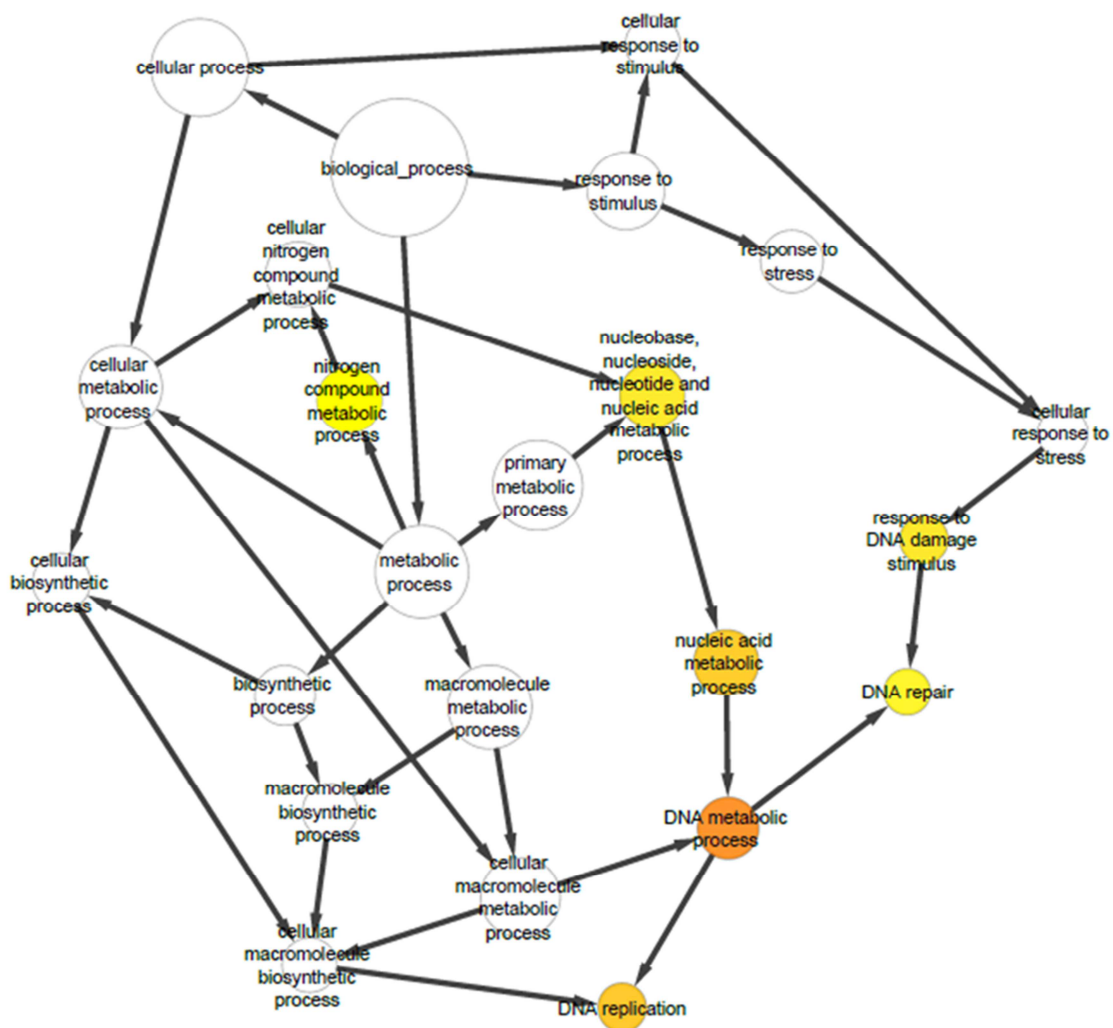 cellular
response to
stimulus
cellular process
biological_process
response to
stimulus
cellular
nitrogen
compound
metabolic
process
response to
stress
nucleobase,
nucleoside,
nucleotide and
nucleic acid
metabolic
process
cellular
metabolic
process
nitrogen
compound
metabolic
process
cellular
response to
stress
primary
metabolic
process
response to
DNA damage
stimulus
cellular
biosynthetic
process
metabolic
process
nucleic acid
metabolic
process
biosynthetic
process
macromolecule
metabolic
process
DNA repair
macromolecule
biosynthetic
process
DNA metabolic
process
cellular
macromolecule
metabolic
process
cellular
macromolecule
biosynthetic
process
DNA replication